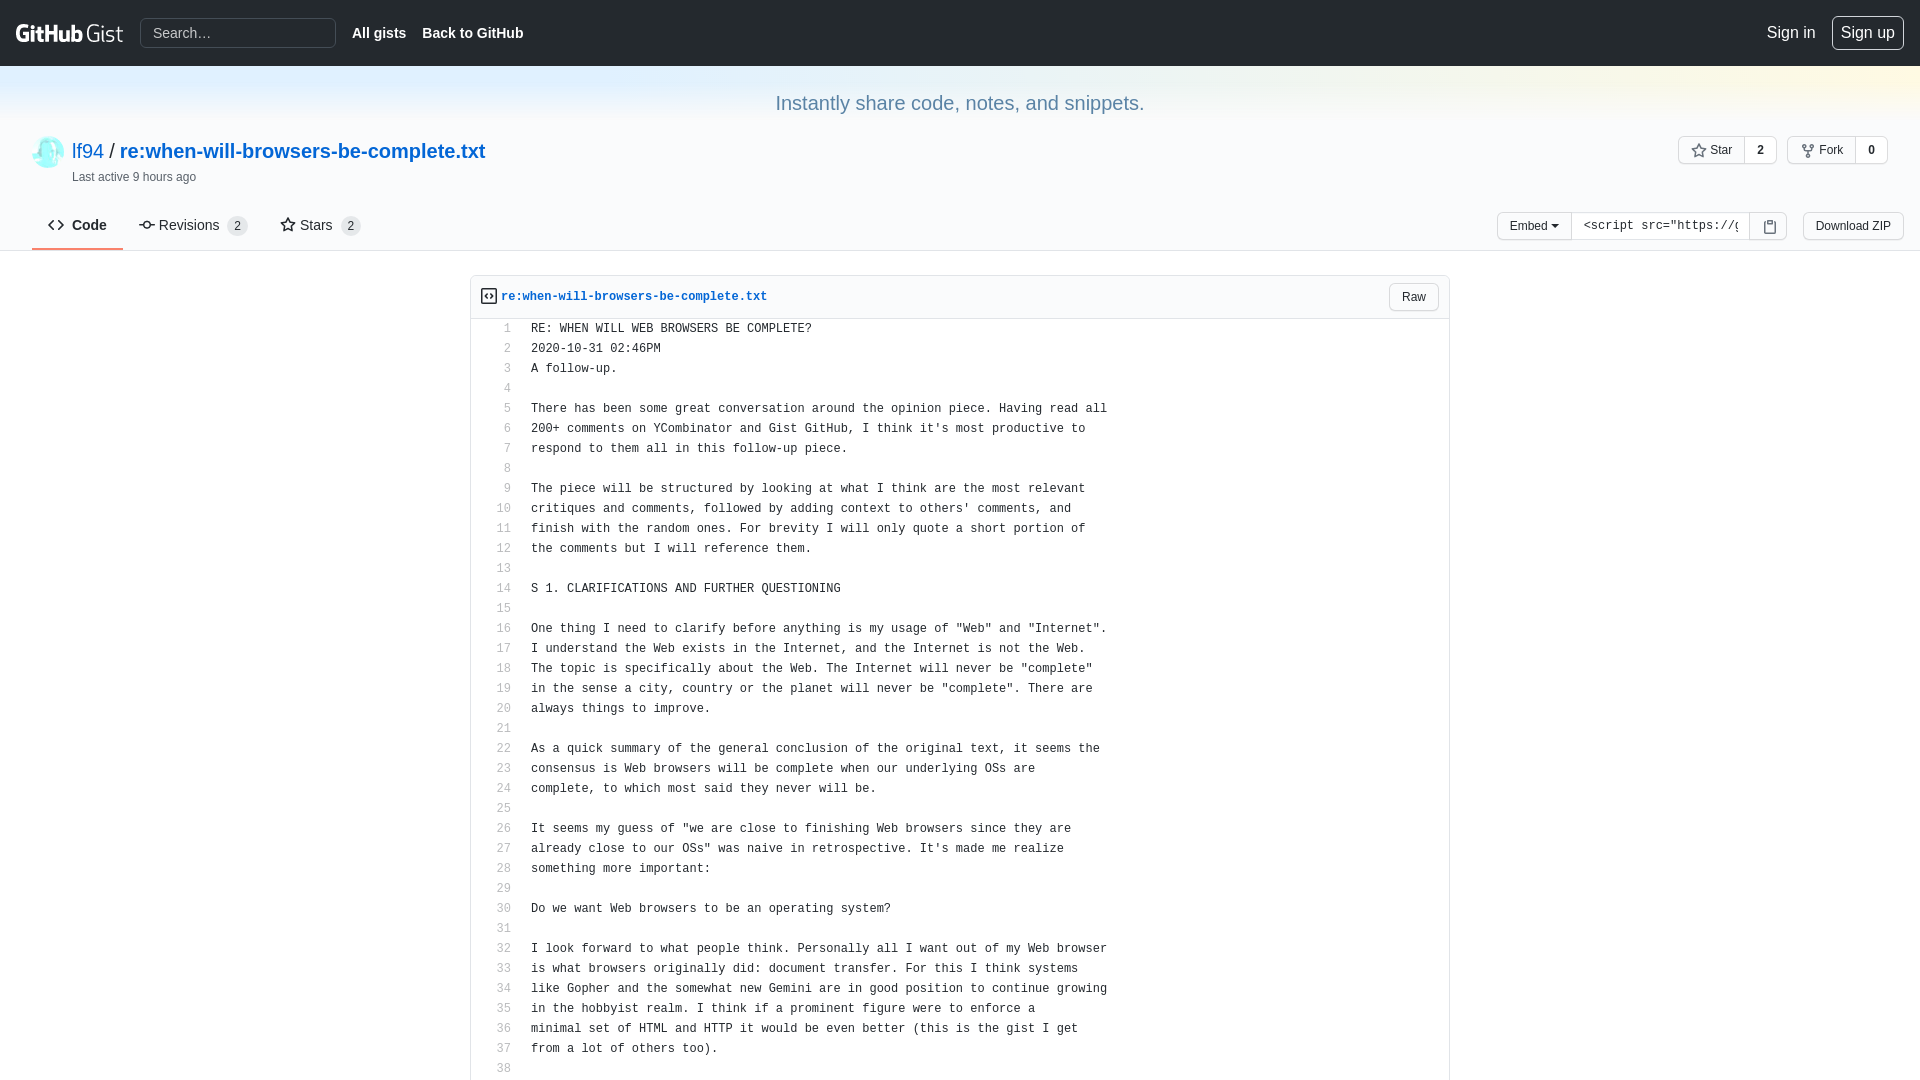 GitHub Gist Search… All gists Back to GitHub Sign in Sign up
Instantly share code, notes, and snippets.
lf94 / re:when-will-browsers-be-complete.txt
Last active 9 hours ago
Star 2 Fork 0
Code Revisions 2 Stars 2
Embed <script src="https://g Download ZIP
re:when-will-browsers-be-complete.txt Raw
1 RE: WHEN WILL WEB BROWSERS BE COMPLETE?
2 2020-10-31 02:46PM
3 A follow-up.
4
5 There has been some great conversation around the opinion piece. Having read all
6 200+ comments on YCombinator and Gist GitHub, I think it's most productive to
7 respond to them all in this follow-up piece.
8
9 The piece will be structured by looking at what I think are the most relevant
10 critiques and comments, followed by adding context to others' comments, and
11 finish with the random ones. For brevity I will only quote a short portion of
12 the comments but I will reference them.
13
14 S 1. CLARIFICATIONS AND FURTHER QUESTIONING
15
16 One thing I need to clarify before anything is my usage of "Web" and "Internet".
17 I understand the Web exists in the Internet, and the Internet is not the Web.
18 The topic is specifically about the Web. The Internet will never be "complete"
19 in the sense a city, country or the planet will never be "complete". There are
20 always things to improve.
21
22 As a quick summary of the general conclusion of the original text, it seems the
23 consensus is Web browsers will be complete when our underlying OSs are
24 complete, to which most said they never will be.
25
26 It seems my guess of "we are close to finishing Web browsers since they are
27 already close to our OSs" was naive in retrospective. It's made me realize
28 something more important:
29
30 Do we want Web browsers to be an operating system?
31
32 I look forward to what people think. Personally all I want out of my Web browser
33 is what browsers originally did: document transfer. For this I think systems
34 like Gopher and the somewhat new Gemini are in good position to continue growing
35 in the hobbyist realm. I think if a prominent figure were to enforce a
36 minimal set of HTML and HTTP it would be even better (this is the gist I get
37 from a lot of others too).
38